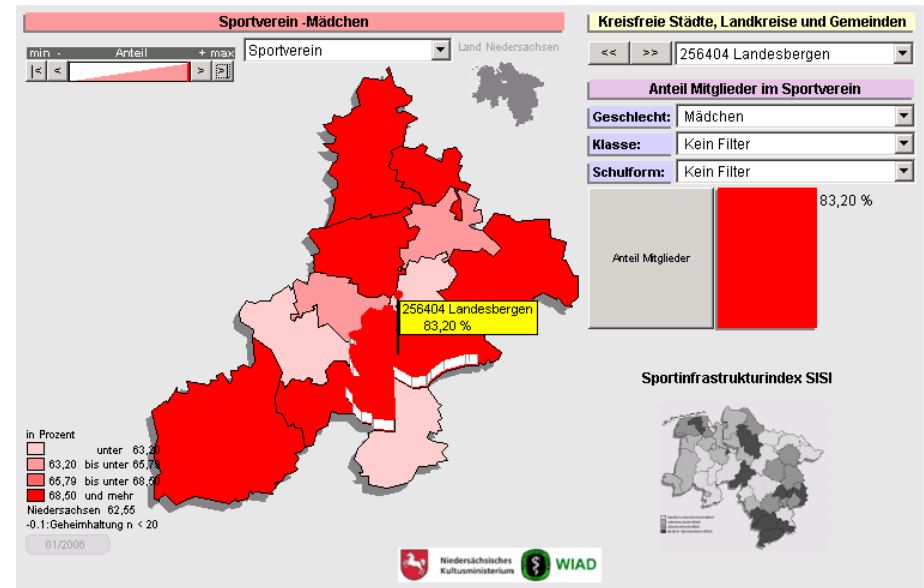 Sportverein -Mädchen
min - Anteil + max
|< < > >|
Sportverein
Land Niedersachsen
256404 Landesbergen
83,20 %
in Prozent
unter 63,20
63,20 bis unter 65,79
65,79 bis unter 68,50
68,50 und mehr
Niedersachsen 62,55
-0.1:Geheimhaltung n < 20
01/2006
Kreisfreie Städte, Landkreise und Gemeinden
<< >> 256404 Landesbergen
Anteil Mitglieder im Sportverein
Geschlecht: Mädchen
Klasse: Kein Filter
Schulform: Kein Filter
Anteil Mitglieder
83,20 %
Sportinfrastrukturindex SISI
Niedersächsisches
Kultusministerium
WIAD